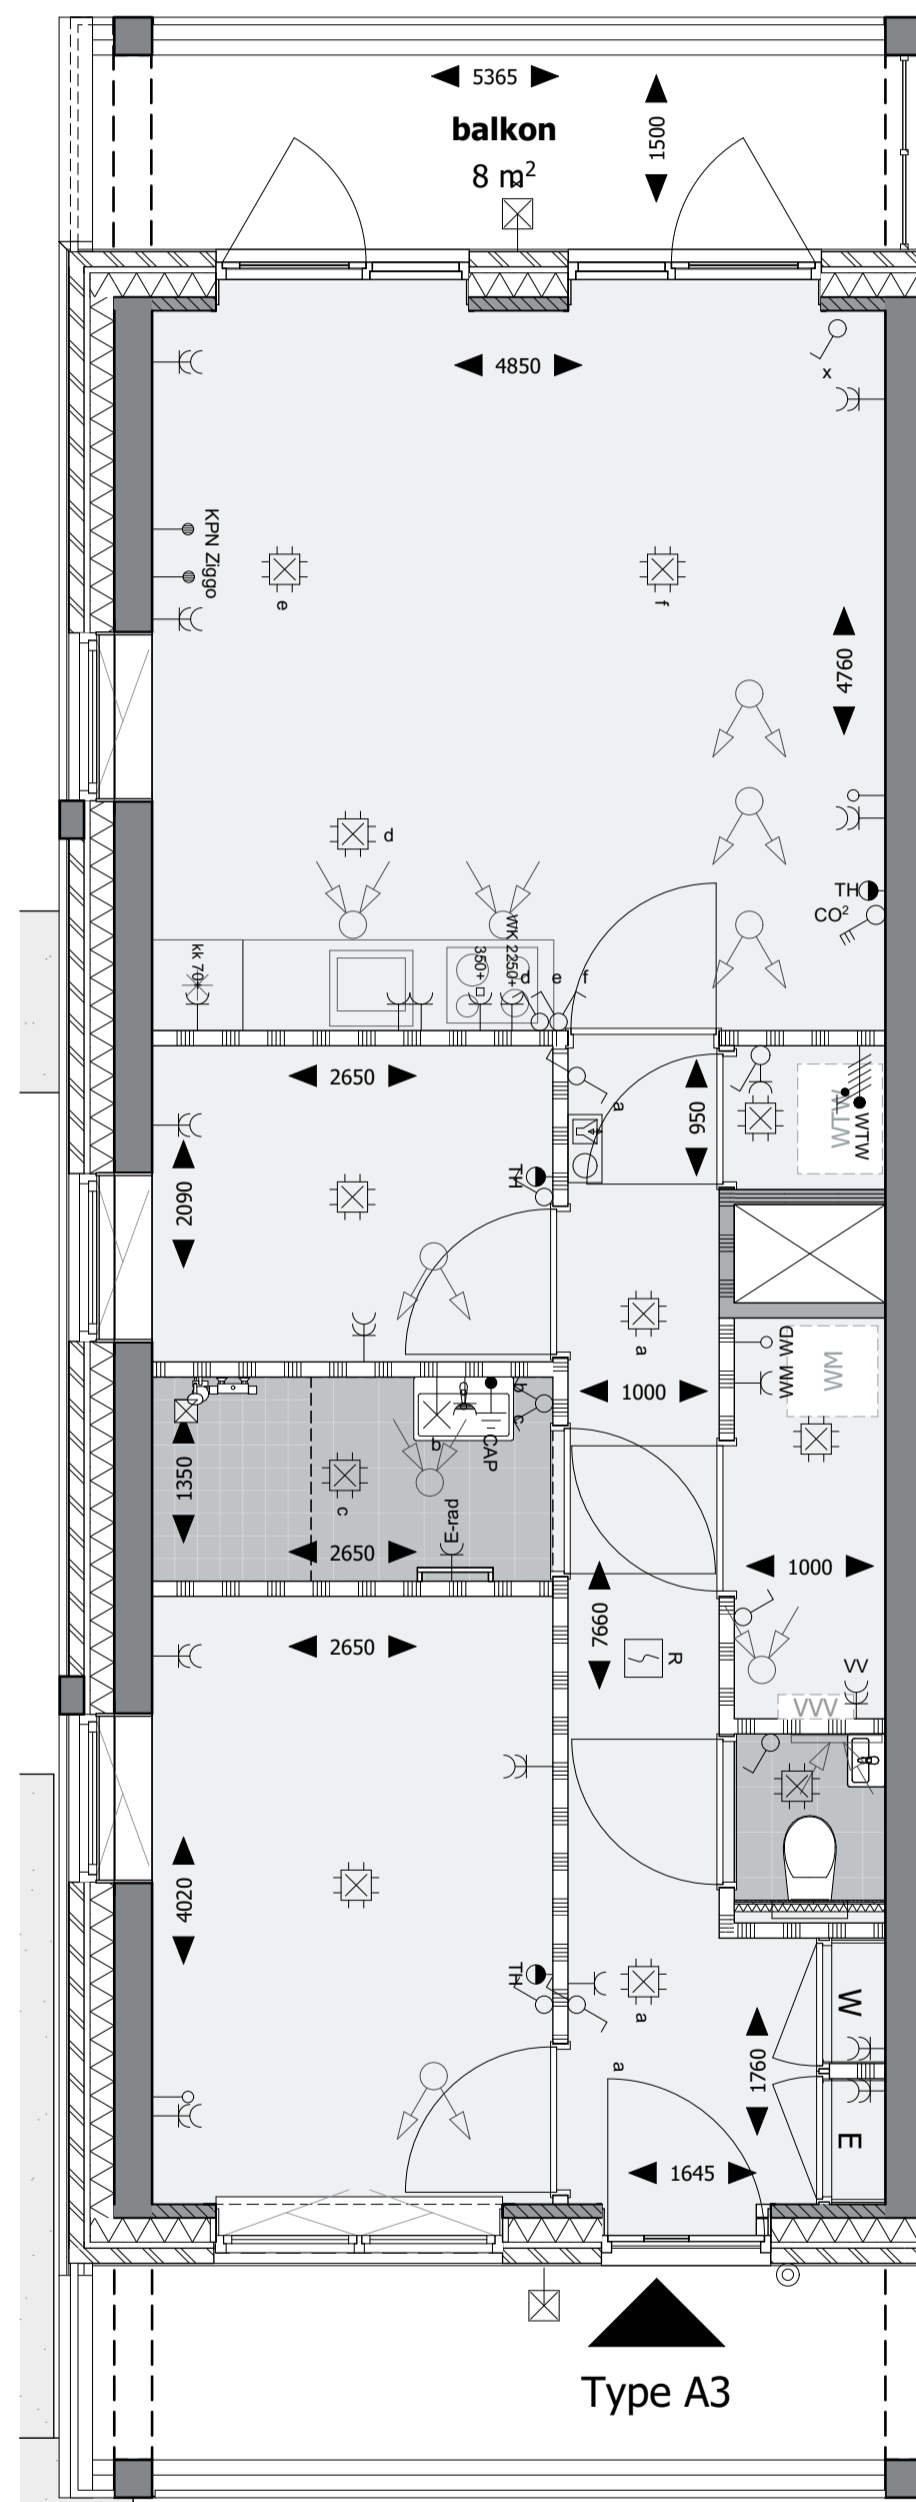 5365
balkon
8 m²
1500
4850
x
KPN Ziggo
e
f
4760
d
TH
CO²
kk 70+
350+
WK 2250+
d e f
2650
a
950
WTW
WTW
TH
2090
a
WM WD
WM
1000
b
c
b
CAP
1350
c
E-rad
2650
1000
7660
2650
R
VV
VVV
4020
TH
a
W
a
1760
E
1645
Type A3